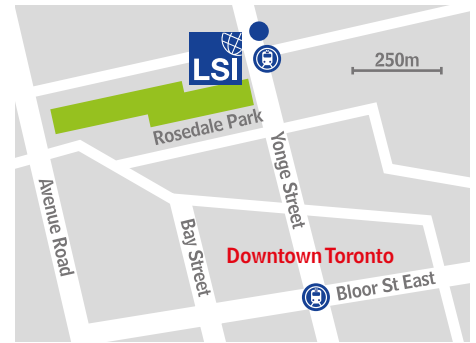 LSI
250m
Rosedale Park
Yonge Street
Avenue Road
Bay Street
Downtown Toronto
Bloor St East